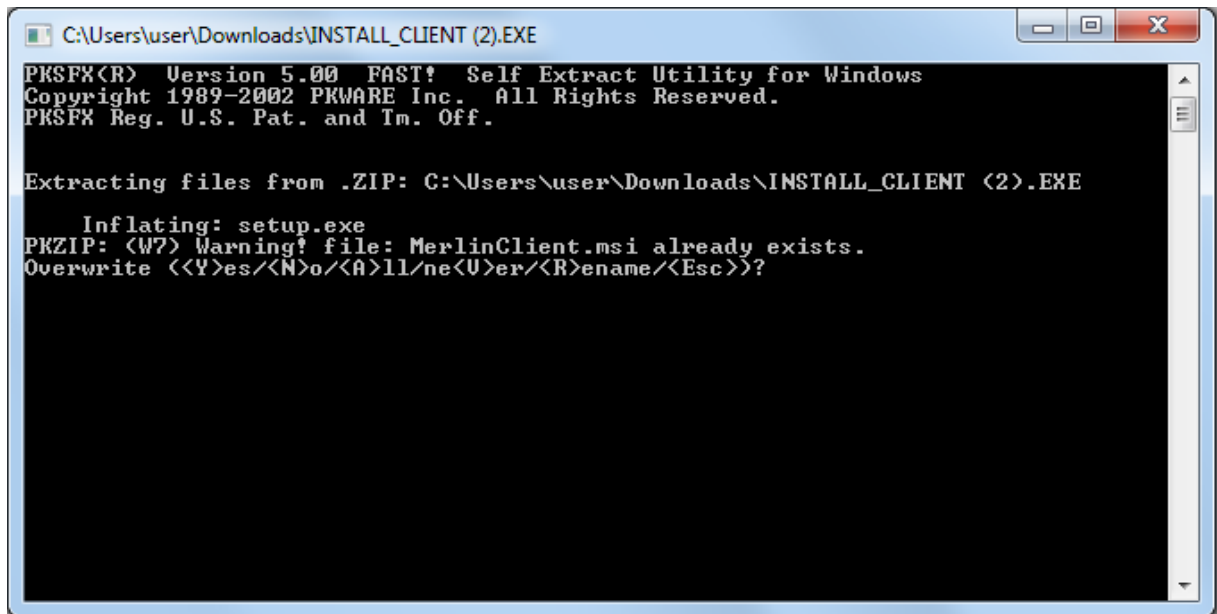 C:\Users\user\Downloads\INSTALL_CLIENT (2).EXE
PKSFX(R) Version 5.00 FAST! Self Extract Utility for Windows
Copyright 1989-2002 PKWARE Inc. All Rights Reserved.
PKSFX Reg. U.S. Pat. and Tm. Off.
Extracting files from .ZIP: C:\Users\user\Downloads\INSTALL_CLIENT (2).EXE
Inflating: setup.exe
PKZIP: (W7) Warning! file: MerlinClient.msi already exists.
Overwrite ((Y)es/(N)o/(A)ll/ne(V)er/(R)ename/(Esc))?